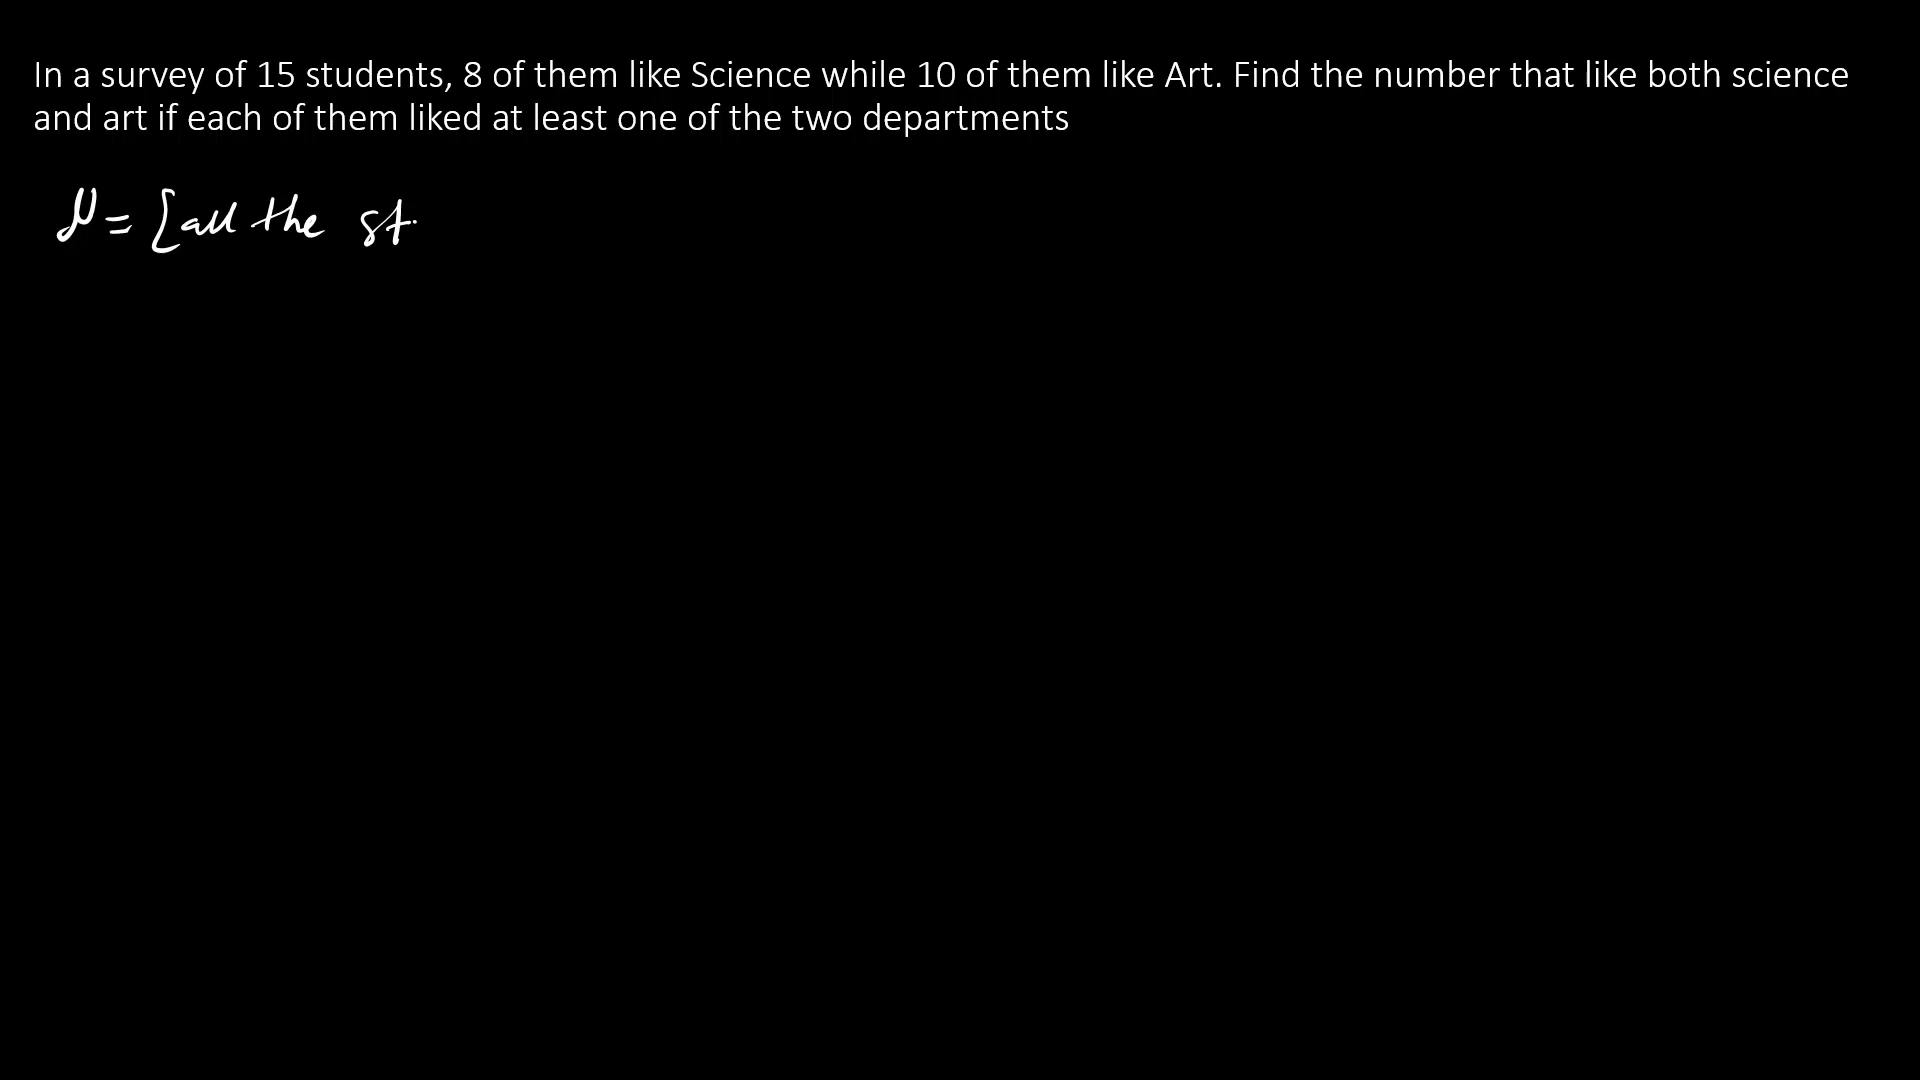 In a survey of 15 students, 8 of them like Science while 10 of them like Art. Find the number that like both science
and art if each of them liked at least one of the two departments
μ = {all the st